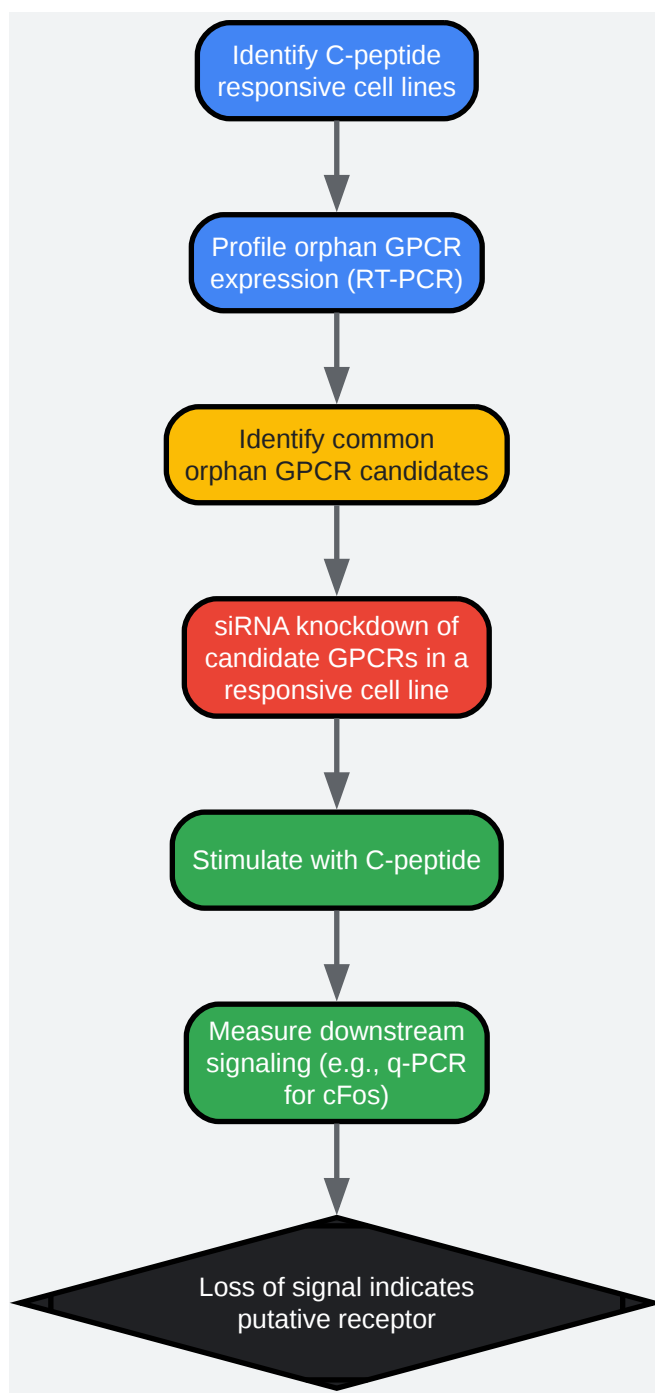 Identify C-peptide
responsive cell lines
Profile orphan GPCR
expression (RT-PCR)
Identify common
orphan GPCR candidates
siRNA knockdown of
candidate GPCRs in a
responsive cell line
Stimulate with C-peptide
Measure downstream
signaling (e.g., q-PCR
for cFos)
Loss of signal indicates
putative receptor